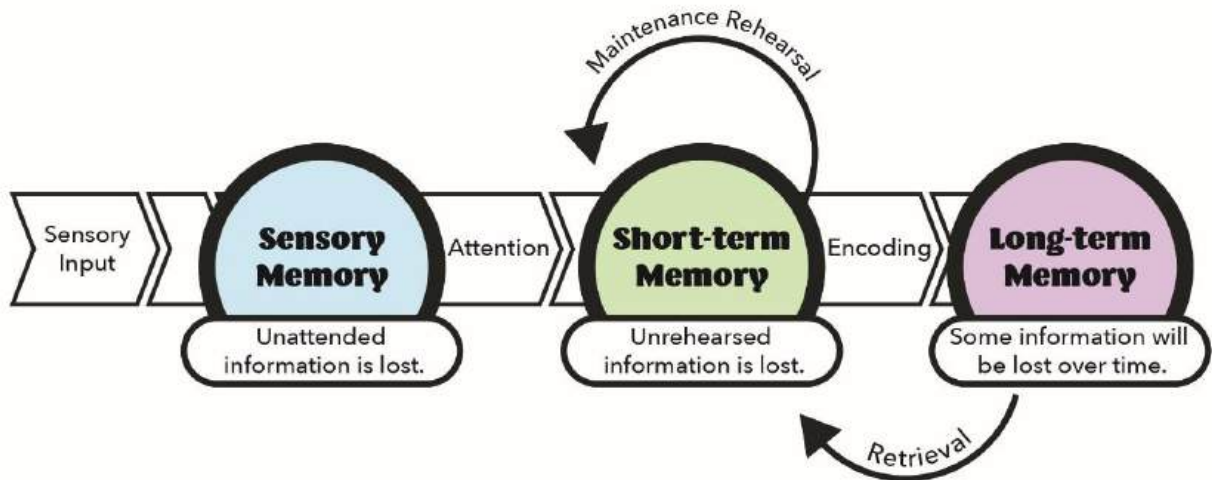 Maintenance Rehearsal
Sensory
Input
Sensory
Memory
Unattended
information is lost.
Attention
Short-term
Memory
Unrehearsed
information is lost.
Encoding
Long-term
Memory
Some information will
be lost over time.
Retrieval